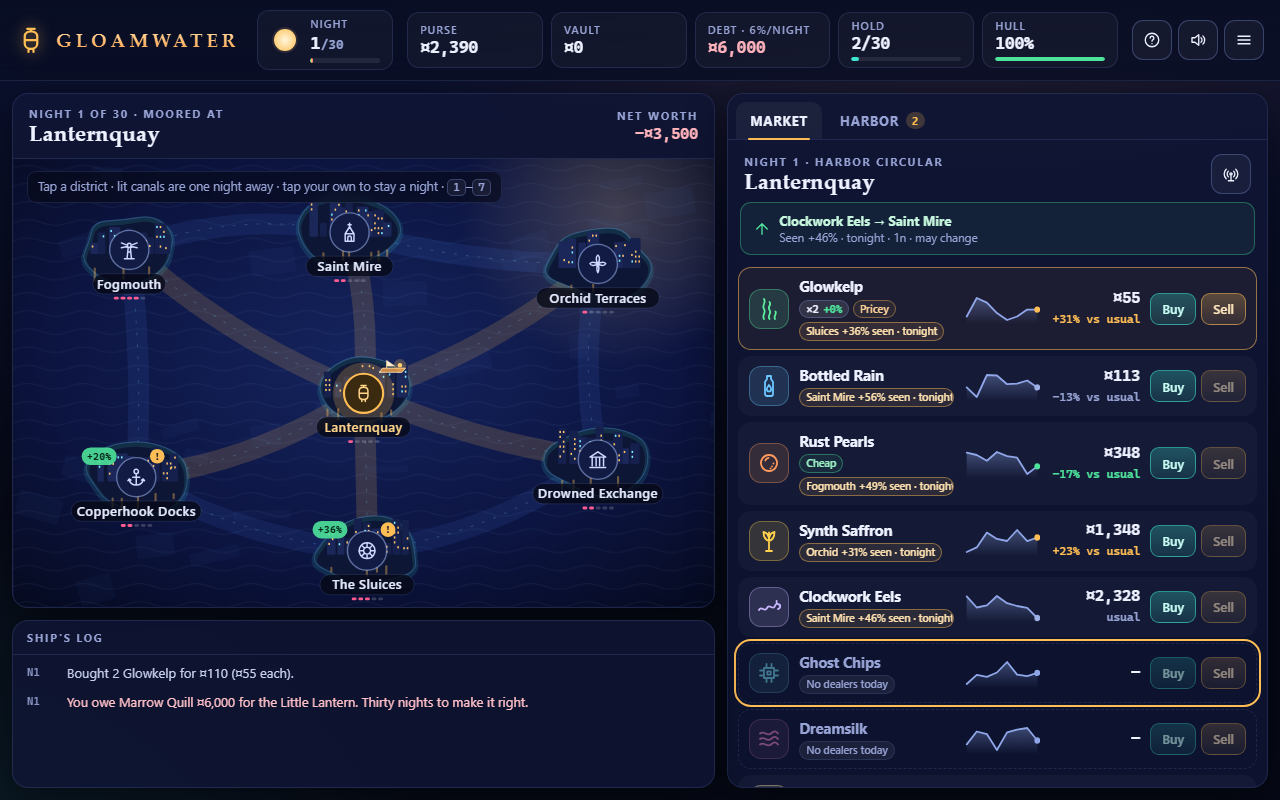 GLOAMWATER
NIGHT
1/30
PURSE
¤2,390
VAULT
¤0
DEBT · 6%/NIGHT
¤6,000
HOLD
2/30
HULL
100%
NIGHT 1 OF 30 · MOORED AT
Lanternquay
NET WORTH
−¤3,500
Tap a district · lit canals are one night away · tap your own to stay a night · 1–7
Fogmouth
Saint Mire
Orchid Terraces
Lanternquay
+20%
!
Copperhook Docks
Drowned Exchange
+36%
!
The Sluices
SHIP'S LOG
N1 Bought 2 Glowkelp for ¤110 (¤55 each).
N1 You owe Marrow Quill ¤6,000 for the Little Lantern. Thirty nights to make it right.
MARKET
HARBOR 2
NIGHT 1 · HARBOR CIRCULAR
Lanternquay
Clockwork Eels → Saint Mire
Seen +46% · tonight · 1n · may change
Glowkelp
×2 +0% Pricey
Sluices +36% seen · tonight
¤55
+31% vs usual
Buy Sell
Bottled Rain
Saint Mire +56% seen · tonight
¤113
−13% vs usual
Buy Sell
Rust Pearls
Cheap
Fogmouth +49% seen · tonight
¤348
−17% vs usual
Buy Sell
Synth Saffron
Orchid +31% seen · tonight
¤1,348
+23% vs usual
Buy Sell
Clockwork Eels
Saint Mire +46% seen · tonight
¤2,328
usual
Buy Sell
Ghost Chips
No dealers today
–
Buy Sell
Dreamsilk
No dealers today
–
Buy Sell